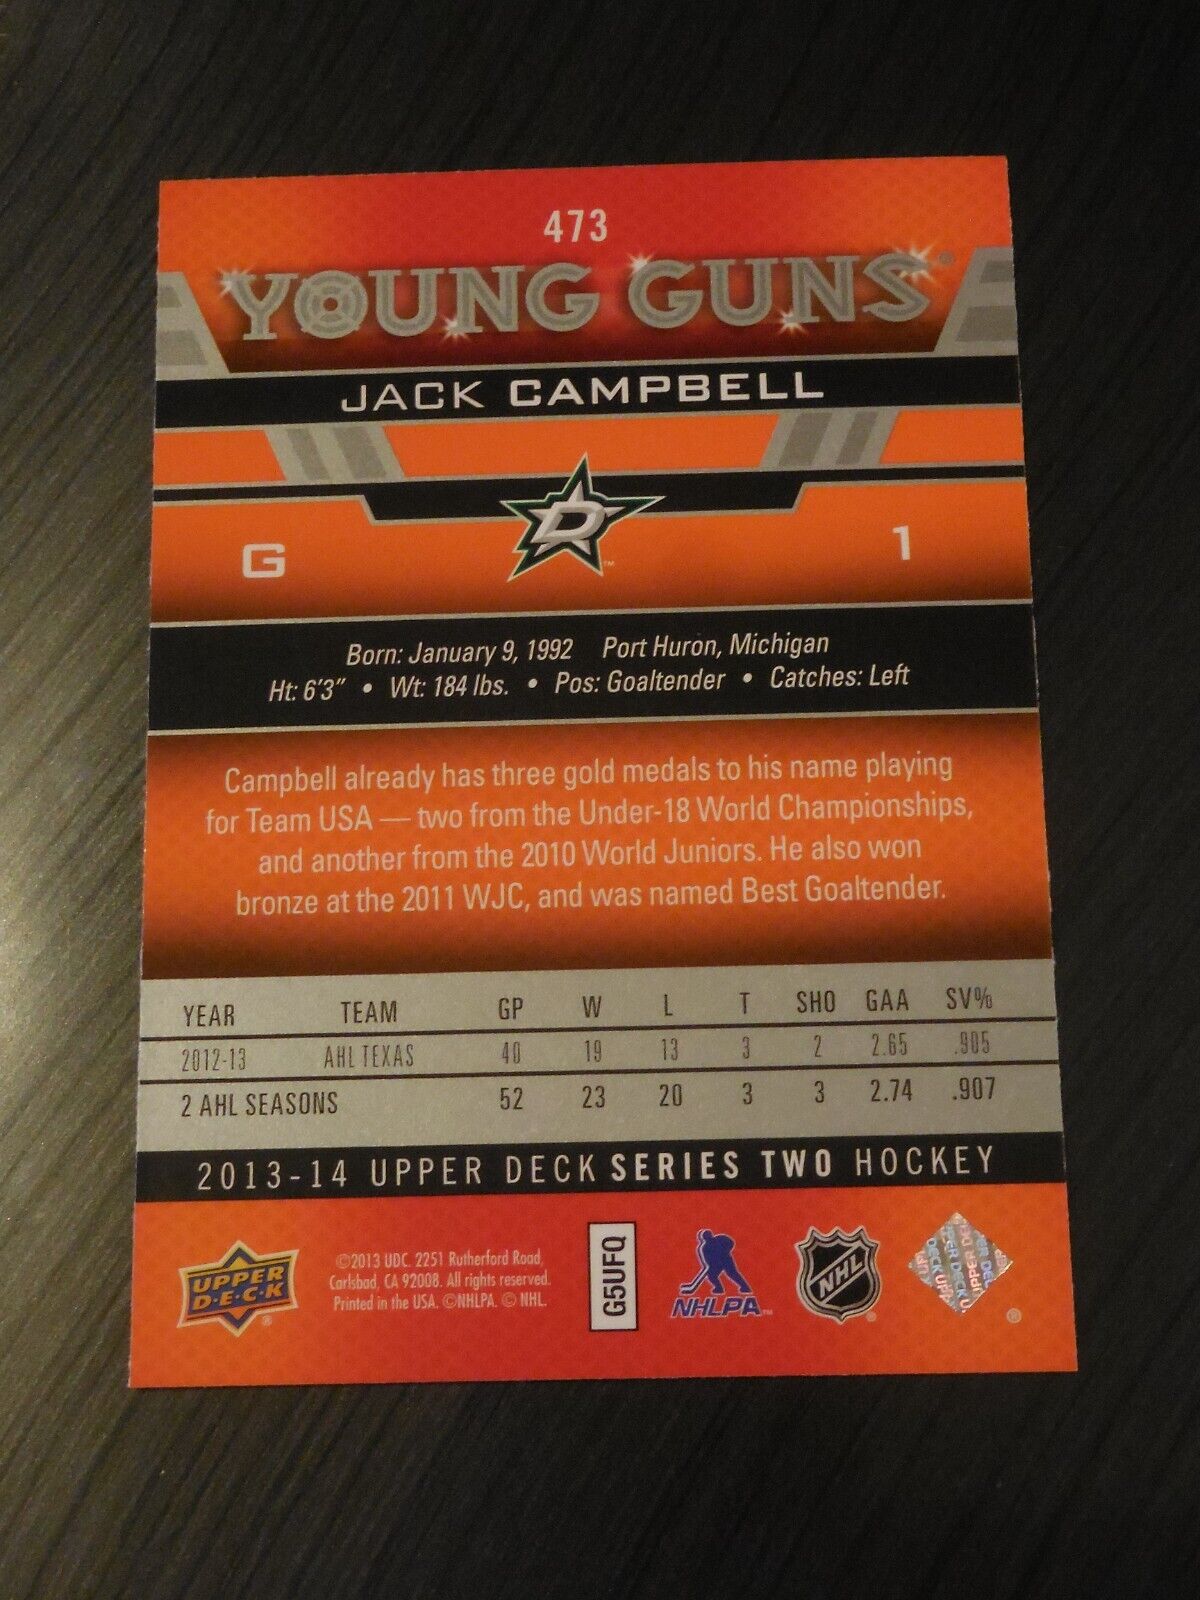 473
YOUNG GUNS®
JACK CAMPBELL
D
™
G
1
Born: January 9, 1992 Port Huron, Michigan
Ht: 6'3" • Wt: 184 lbs. • Pos: Goaltender • Catches: Left
Campbell already has three gold medals to his name playing
for Team USA — two from the Under-18 World Championships,
and another from the 2010 World Juniors. He also won
bronze at the 2011 WJC, and was named Best Goaltender.
YEAR TEAM GP W L T SHO GAA SV%
2012-13 AHL TEXAS 40 19 13 3 2 2.65 .905
2 AHL SEASONS 52 23 20 3 3 2.74 .907
2013-14 UPPER DECK SERIES TWO HOCKEY
UPPER
D•E•C•K
®
©2013 UDC. 2251 Rutherford Road,
Carlsbad, CA 92008. All rights reserved.
Printed in the USA. ©NHLPA. © NHL.
G5UFQ
NHLPA™
NHL
®
UPPER DECK
®